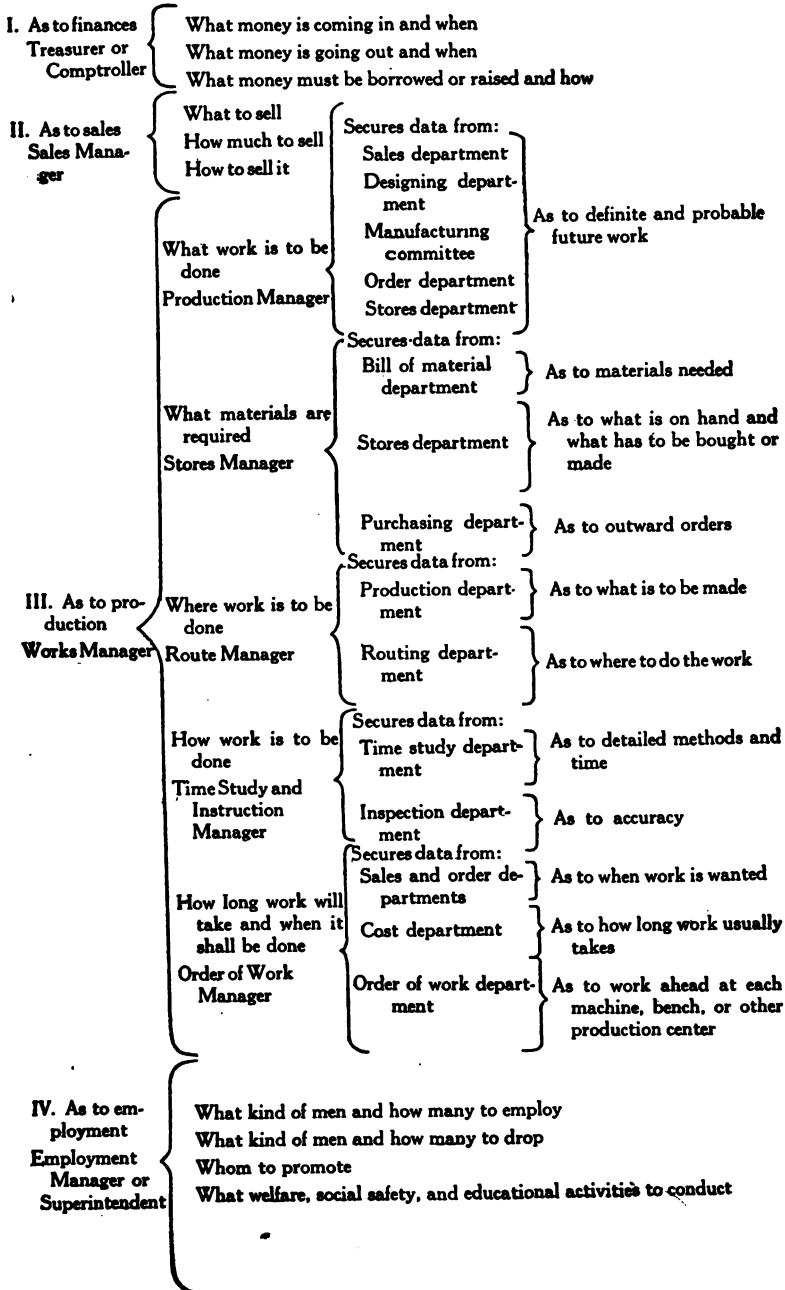 I. As to finances
Treasurer or
Comptroller
What money is coming in and when
What money is going out and when
What money must be borrowed or raised and how
II. As to sales
Sales Mana-
ger
What to sell
How much to sell
How to sell it
III. As to pro-
duction
Works Manager
What work is to be
done
Production Manager
Secures data from:
Sales department
Designing depart-
ment
Manufacturing
committee
Order department
Stores department
As to definite and probable
future work
What materials are
required
Stores Manager
Secures data from:
Bill of material
department
As to materials needed
Stores department
As to what is on hand and
what has to be bought or
made
Purchasing depart-
ment
As to outward orders
Where work is to be
done
Route Manager
Secures data from:
Production depart-
ment
As to what is to be made
Routing depart-
ment
As to where to do the work
How work is to be
done
Time Study and
Instruction
Manager
Secures data from:
Time study depart-
ment
As to detailed methods and
time
Inspection depart-
ment
As to accuracy
How long work will
take and when it
shall be done
Order of Work
Manager
Secures data from:
Sales and order de-
partments
As to when work is wanted
Cost department
As to how long work usually
takes
Order of work depart-
ment
As to work ahead at each
machine, bench, or other
production center
IV. As to em-
ployment
Employment
Manager or
Superintendent
What kind of men and how many to employ
What kind of men and how many to drop
Whom to promote
What welfare, social safety, and educational activities to conduct